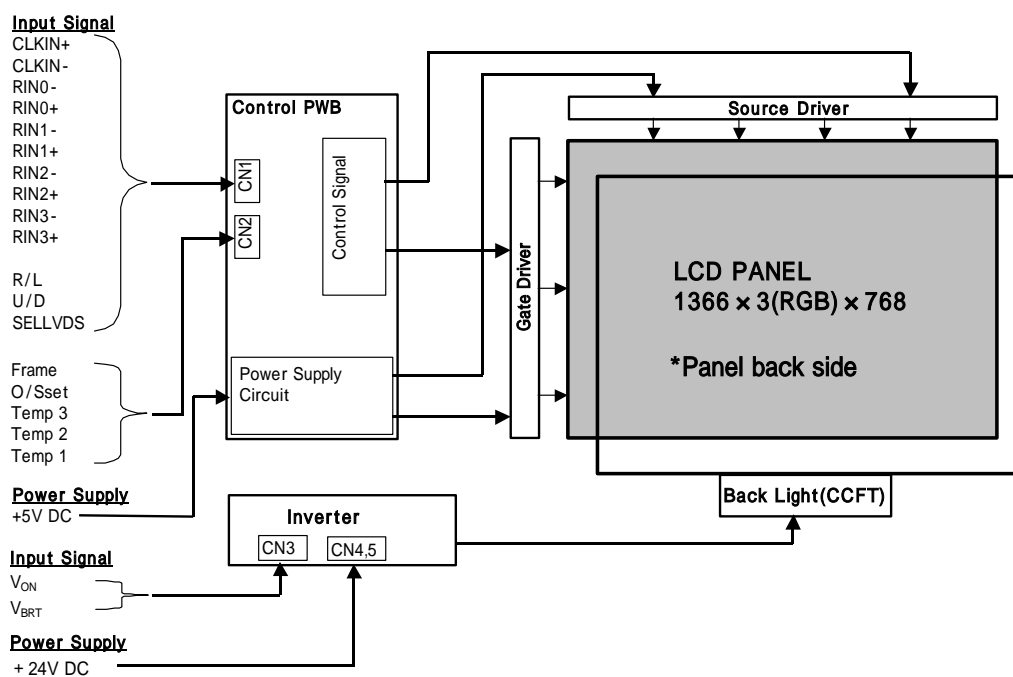 Input Signal
CLKIN+
CLKIN-
RIN0-
RIN0+
RIN1-
RIN1+
RIN2-
RIN2+
RIN3-
RIN3+
R/L
U/D
SELLVDS
Frame
O/Sset
Temp 3
Temp 2
Temp 1
Power Supply
+5V DC
Input Signal
VON
VBRT
Power Supply
+ 24V DC
Control PWB
CN1
CN2
Control Signal
Power Supply
Circuit
Inverter
CN3
CN4,5
Gate Driver
Source Driver
LCD PANEL
1366 × 3(RGB) × 768
*Panel back side
Back Light(CCFT)